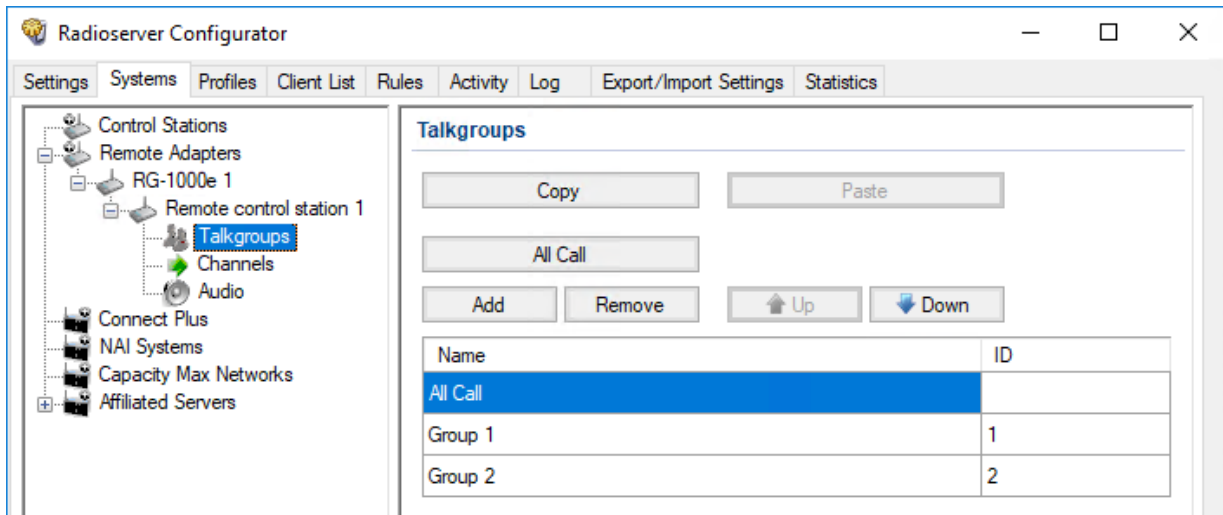 Radioserver Configurator
Settings Systems Profiles Client List Rules Activity Log Export/Import Settings Statistics
Control Stations
Remote Adapters
RG-1000e 1
Remote control station 1
Talkgroups
Channels
Audio
Connect Plus
NAI Systems
Capacity Max Networks
Affiliated Servers
Talkgroups
Copy Paste
All Call
Add Remove Up Down
Name ID
All Call
Group 1 1
Group 2 2